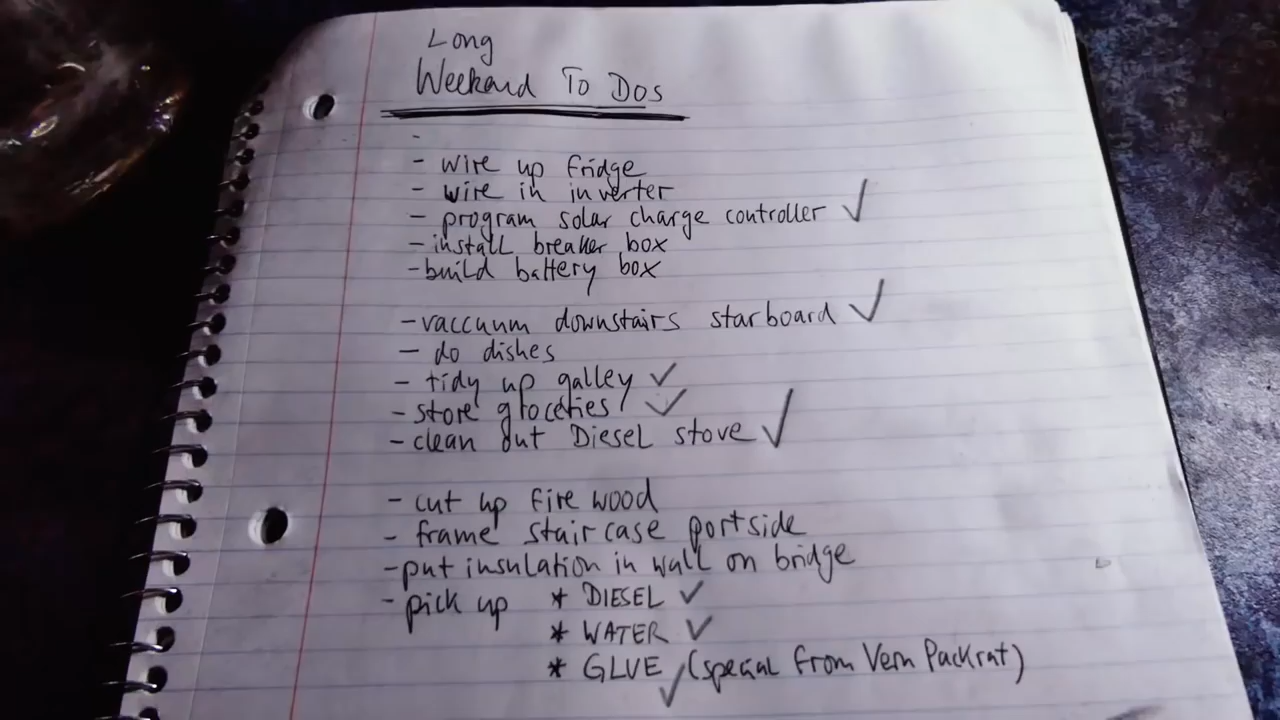 Long
Weekend To Dos
-
- wire up fridge
- wire in inverter
- program solar charge controller ✓
- install breaker box
- build battery box
- vaccuum downstairs starboard ✓
- do dishes
- tidy up galley ✓
- store groceries ✓
- clean out Diesel stove ✓
- cut up fire wood
- frame staircase portside
- put insulation in wall on bridge
- pick up * DIESEL ✓
* WATER ✓
* GLUE ✓ (special from Vern Packrat)